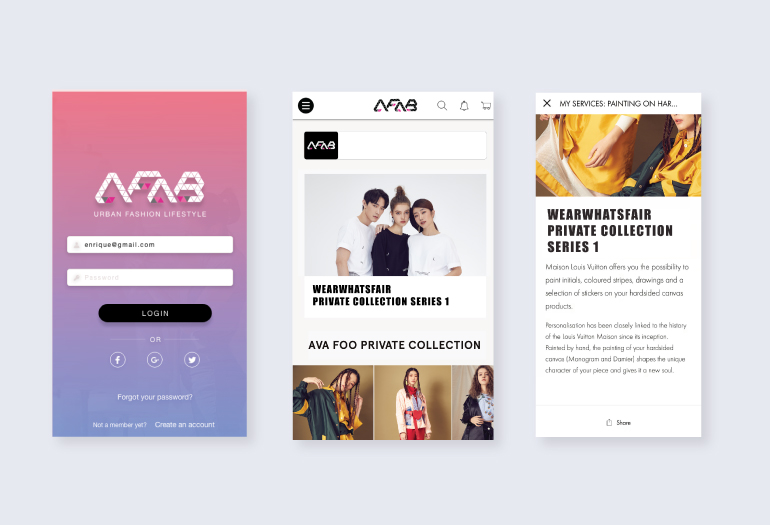 AFAB
URBAN FASHION LIFESTYLE
enrique@gmail.com
Password
LOGIN
OR
f
G+
Forgot your password?
Not a member yet? Create an account
AFAB
AFAB
WEARWHATSFAIR
PRIVATE COLLECTION SERIES 1
AVA FOO PRIVATE COLLECTION
MY SERVICES: PAINTING ON HAR...
WEARWHATSFAIR
PRIVATE COLLECTION
SERIES 1
Maison Louis Vuitton offers you the possibility to
paint initials, coloured stripes, drawings and a
selection of stickers on your hardsided canvas
products.
Personalisation has been closely linked to the history
of the Louis Vuitton Maison since its inception.
Painted by hand, the painting of your hardsided
canvas (Monogram and Damier) shapes the unique
character of your piece and gives it a new soul.
Share